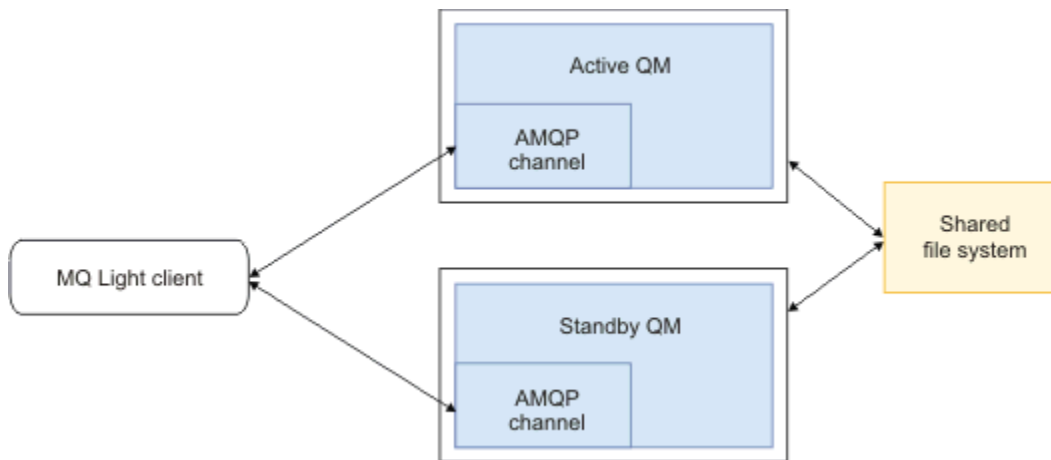 Active QM
AMQP
channel
MQ Light client
Shared
file system
Standby QM
AMQP
channel